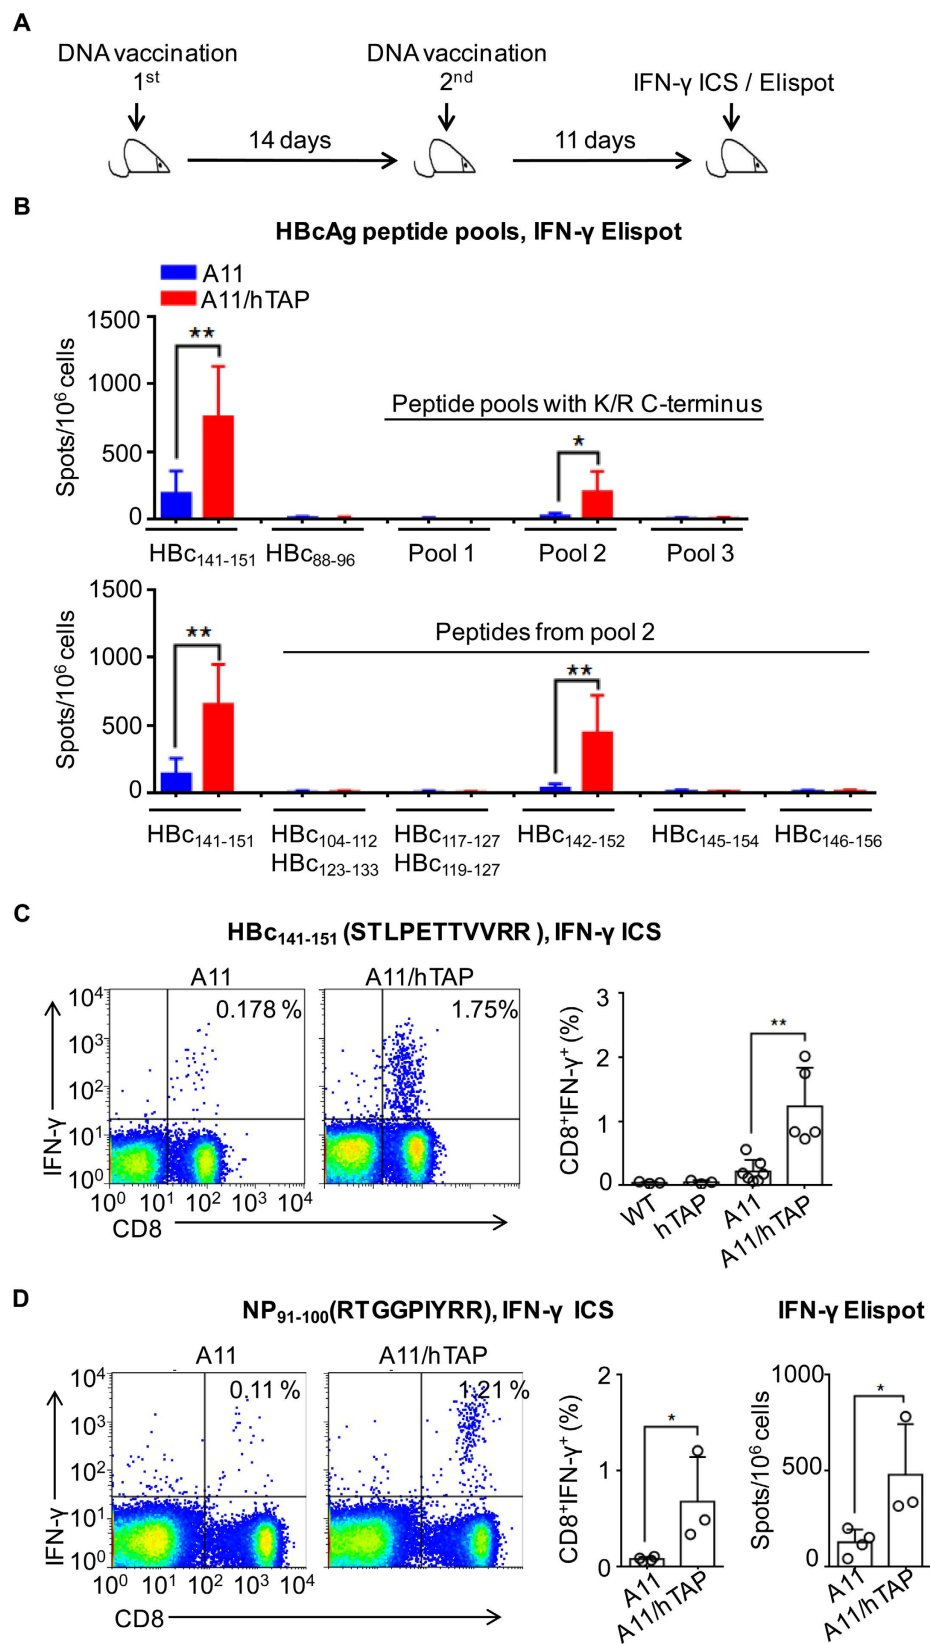 A
DNA vaccination
1st
DNA vaccination
2nd
IFN-γ ICS / Elispot
14 days
11 days
B
HBcAg peptide pools, IFN-γ Elispot
A11
A11/hTAP
Spots/10⁶ cells
1500
1000
500
0
**
Peptide pools with K/R C-terminus
*
HBc141-151
HBc88-96
Pool 1
Pool 2
Pool 3
Spots/10⁶ cells
1500
1000
500
0
**
Peptides from pool 2
**
HBc141-151
HBc104-112
HBc123-133
HBc117-127
HBc119-127
HBc142-152
HBc145-154
HBc146-156
C
HBc141-151 (STLPETTVVRR), IFN-γ ICS
A11
A11/hTAP
0.178 %
1.75%
IFN-γ
10⁴
10³
10²
10¹
10⁰
10⁰ 10¹ 10² 10³ 10⁴
CD8
CD8⁺IFN-γ⁺ (%)
3
2
1
0
**
WT
hTAP
A11
A11/hTAP
D
NP91-100(RTGGPIYRR), IFN-γ ICS
IFN-γ Elispot
A11
A11/hTAP
0.11 %
1.21 %
IFN-γ
10⁴
10³
10²
10¹
10⁰
10⁰ 10¹ 10² 10³ 10⁴
CD8
CD8⁺IFN-γ⁺ (%)
2
1
0
*
A11
A11/hTAP
Spots/10⁶ cells
1000
500
0
*
A11
A11/hTAP